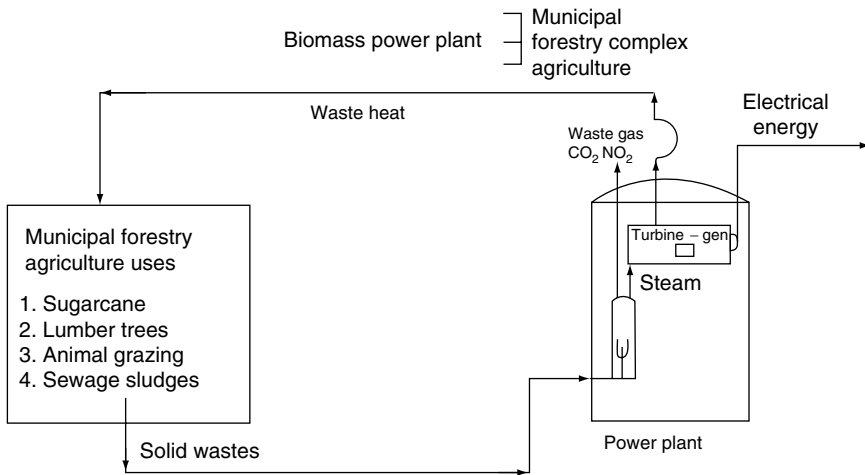 Biomass power plant
Municipal
forestry complex
agriculture
Waste heat
Waste gas
CO₂ NO₂
Electrical
energy
Municipal forestry
agriculture uses
1. Sugarcane
2. Lumber trees
3. Animal grazing
4. Sewage sludges
Turbine – gen
Steam
Solid wastes
Power plant